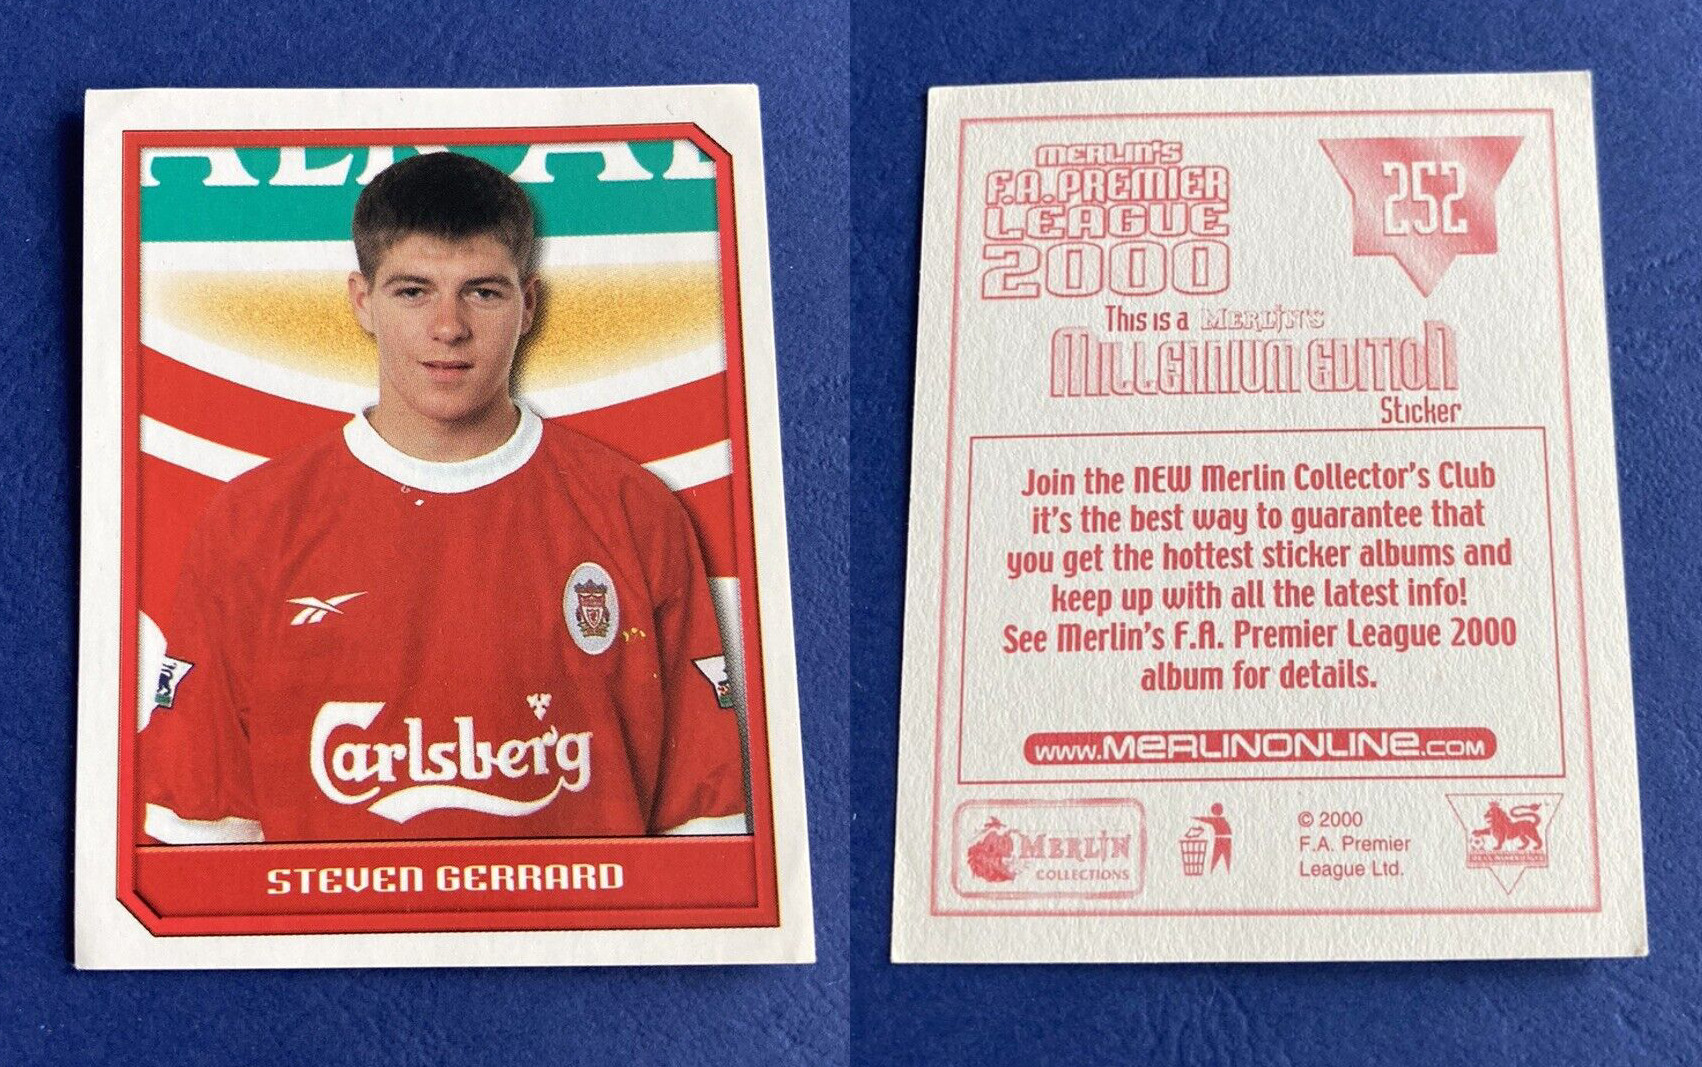 STEVEN GERRARD
Carlsberg
MERLIN'S
F.A. PREMIER
LEAGUE
2000
252
This is a MERLIN'S
MILLENNIUM EDITION
Sticker
Join the NEW Merlin Collector's Club
it's the best way to guarantee that
you get the hottest sticker albums and
keep up with all the latest info!
See Merlin's F.A. Premier League 2000
album for details.
www.MERLINONLINE.COM
MERLIN
COLLECTIONS
© 2000
F.A. Premier
League Ltd.